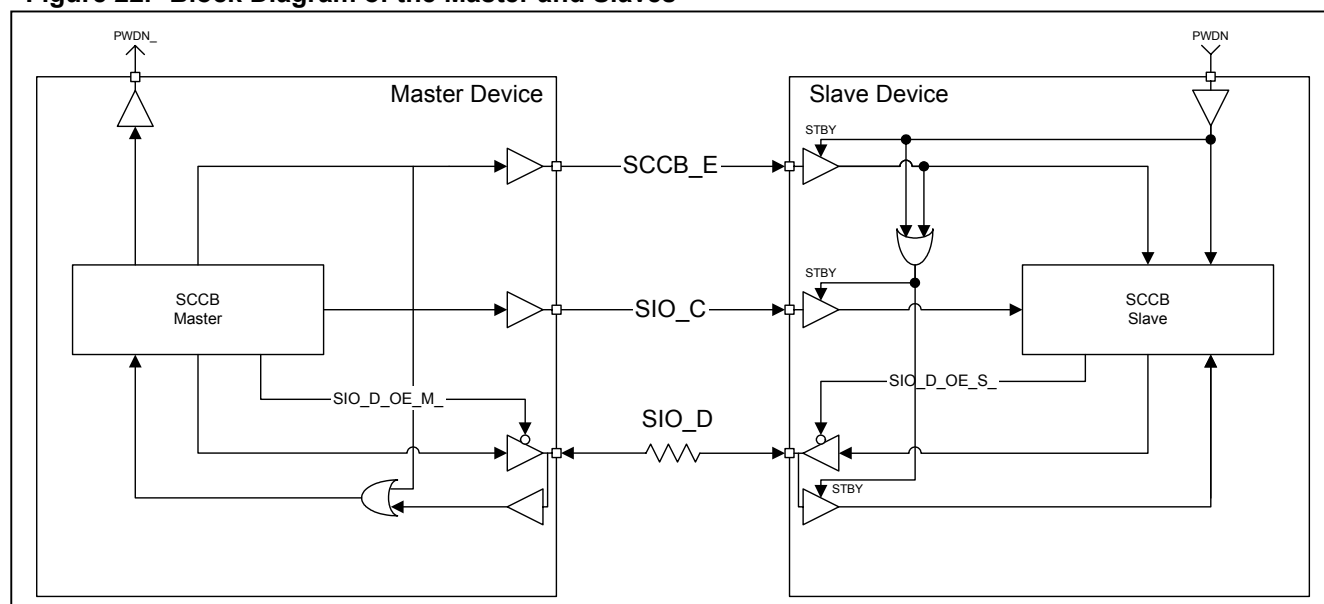 Figure 22. Block Diagram of the Master and Slaves
PWDN_
PWDN
Master Device
Slave Device
STBY
SCCB_E
SCCB
Master
STBY
SIO_C
SCCB
Slave
SIO_D_OE_M_
SIO_D_OE_S_
SIO_D
STBY